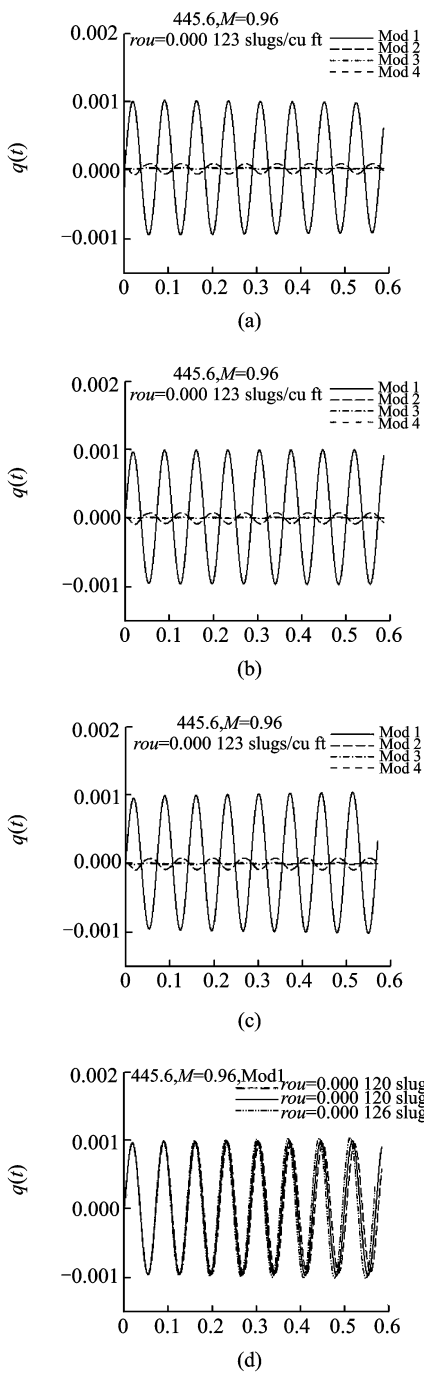 445.6,M=0.96
rou=0.000 123 slugs/cu ft
Mod 1
Mod 2
Mod 3
Mod 4
q(t)
0.002
0.001
0.000
−0.001
0 0.1 0.2 0.3 0.4 0.5 0.6
(a)
445.6,M=0.96
rou=0.000 123 slugs/cu ft
Mod 1
Mod 2
Mod 3
Mod 4
q(t)
0.002
0.001
0.000
−0.001
0 0.1 0.2 0.3 0.4 0.5 0.6
(b)
445.6,M=0.96
rou=0.000 123 slugs/cu ft
Mod 1
Mod 2
Mod 3
Mod 4
q(t)
0.002
0.001
0.000
−0.001
0 0.1 0.2 0.3 0.4 0.5 0.6
(c)
445.6,M=0.96,Mod1
rou=0.000 120 slug
rou=0.000 120 slug
rou=0.000 126 slug
q(t)
0.002
0.001
0.000
−0.001
0 0.1 0.2 0.3 0.4 0.5 0.6
(d)